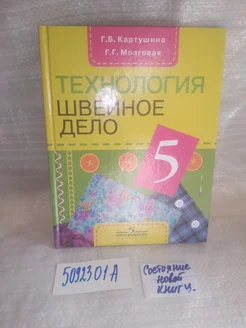 Г.Б. Картушина
Г.Г. Мозговая
ТЕХНОЛОГИЯ
ШВЕЙНОЕ
ДЕЛО
5
5092301А
Состояние
новой
книги.